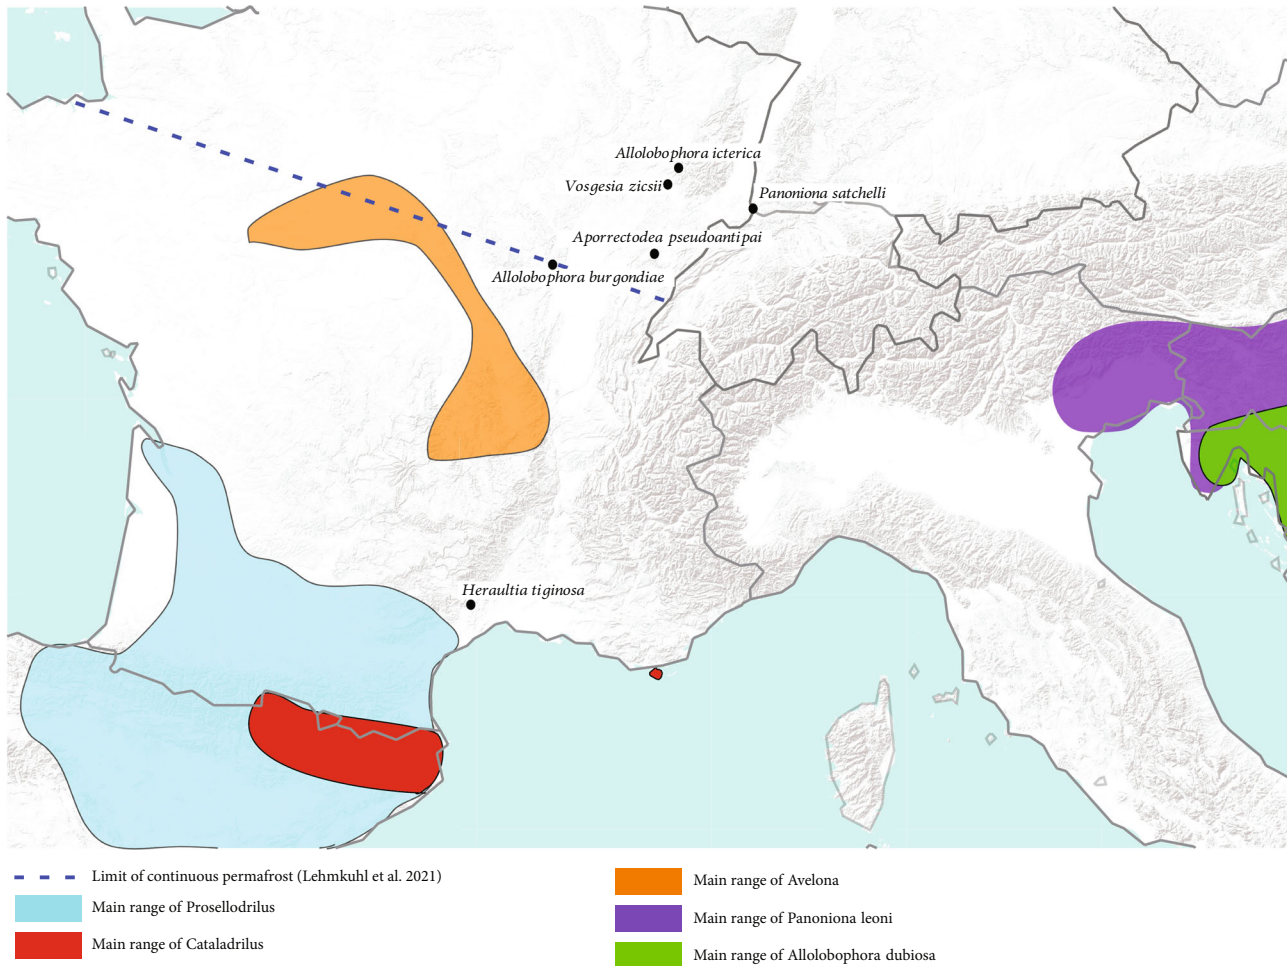 Allolobophora icterica
Vosgesia zicsii
Panoniona satchelli
Aporrectodea pseudoantipai
Allolobophora burgondiae
Heraultia tiginosa
Limit of continuous permafrost (Lehmkuhl et al. 2021)
Main range of Prosellodrilus
Main range of Cataladrilus
Main range of Avelona
Main range of Panoniona leoni
Main range of Allolobophora dubiosa